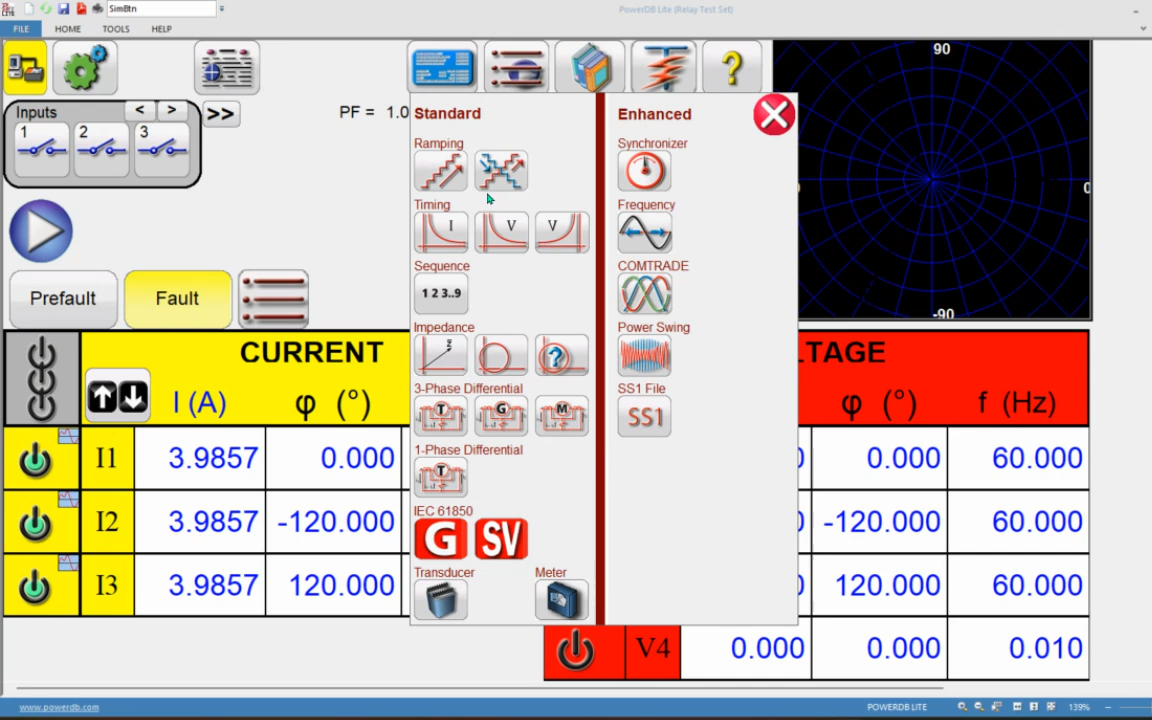 SimBtn
PowerDB Lite (Relay Test Set)
FILE HOME TOOLS HELP
Inputs < >
1 2 3
>>
PF = 1.0
Prefault Fault
Standard
Ramping
Timing
I V V
Sequence
1 2 3..9
Impedance
Z
?
3-Phase Differential
T G M
1-Phase Differential
T
IEC 61850
G SV
Transducer Meter
Enhanced
Synchronizer
Frequency
COMTRADE
Power Swing
SS1 File
SS1
?
90
0
-90
CURRENT
I (A) φ (°)
I1 3.9857 0.000
I2 3.9857 -120.000
I3 3.9857 120.000
LTAGE
φ (°) f (Hz)
0 0.000 60.000
-120.000 60.000
120.000 60.000
V4 0.000 0.000 0.010
www.powerdb.com POWERDB LITE 139%